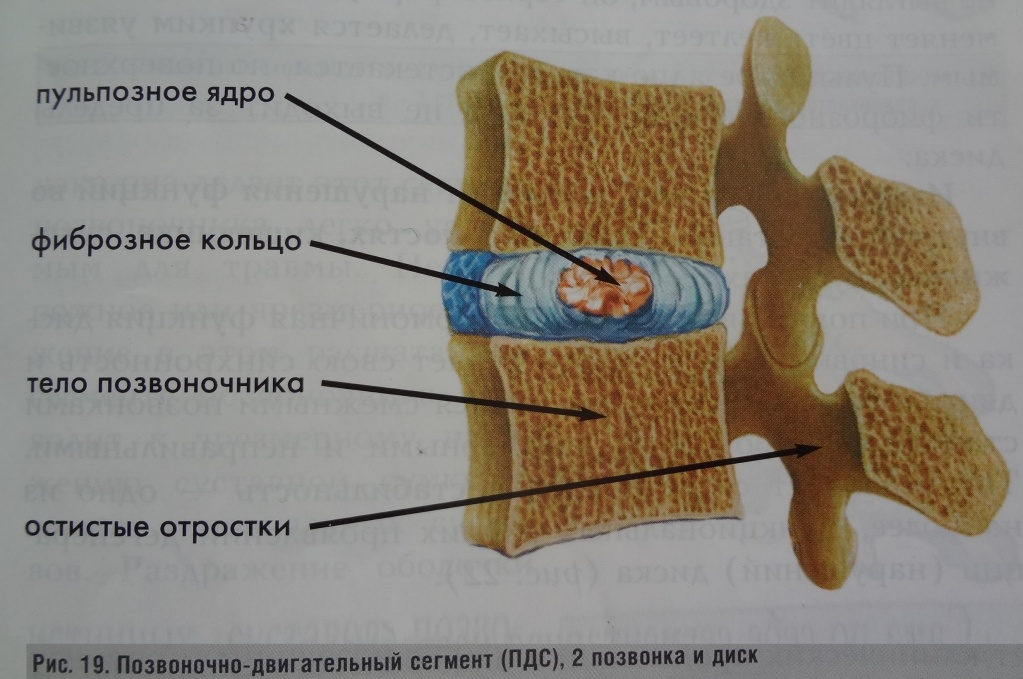 пульпозное ядро
фиброзное кольцо
тело позвоночника
остистые отростки
Рис. 19. Позвоночно-двигательный сегмент (ПДС), 2 позвонка и диск